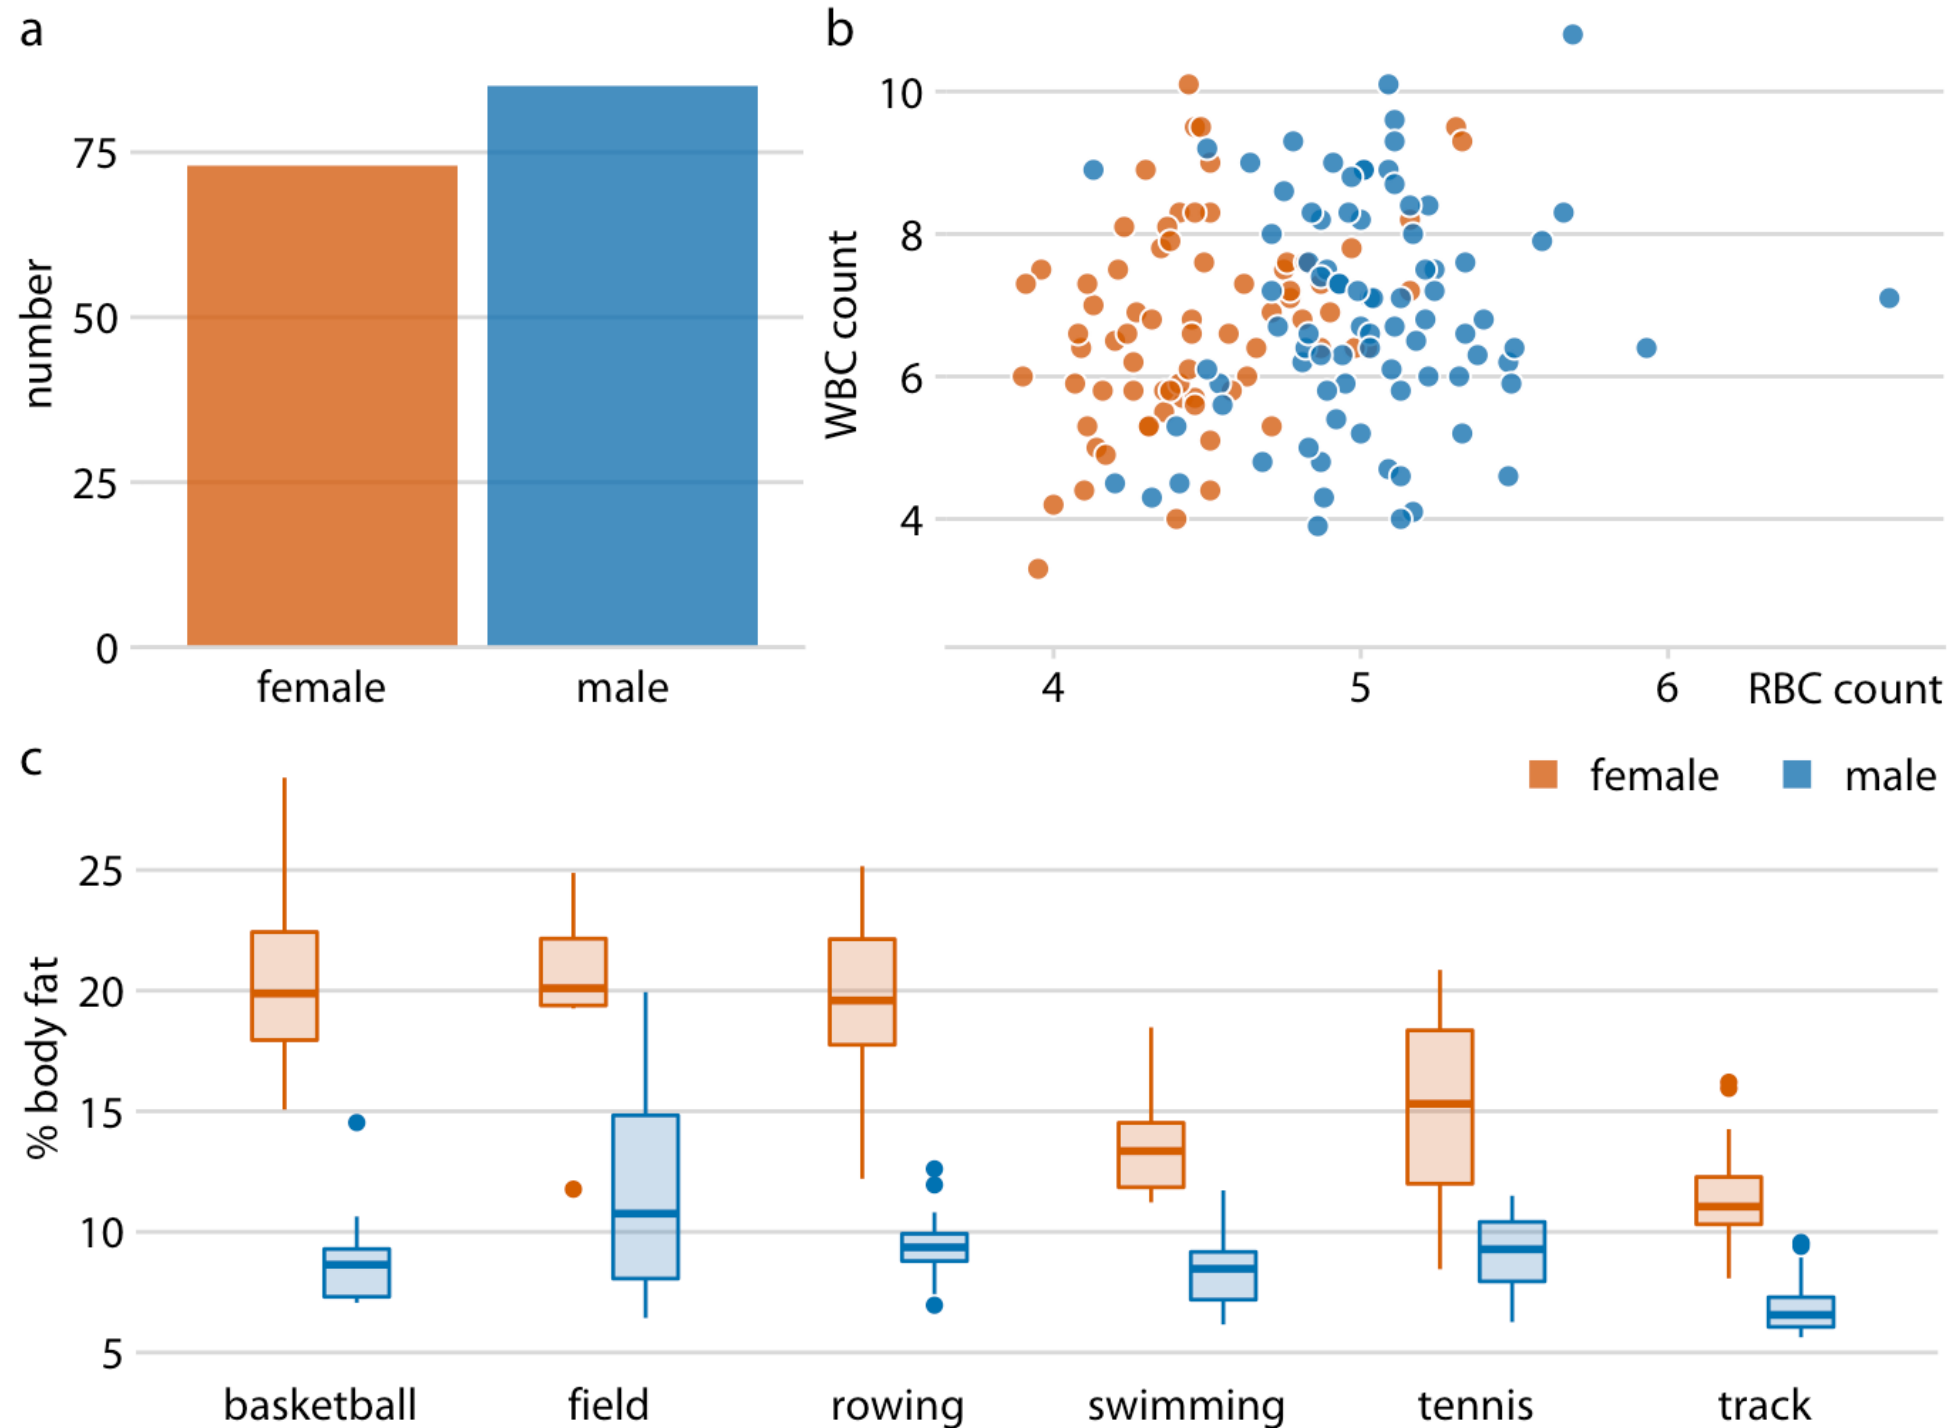 a
number
75
50
25
0
female
male
b
WBC count
10
8
6
4
4
5
6
RBC count
c
female
male
% body fat
25
20
15
10
5
basketball
field
rowing
swimming
tennis
track